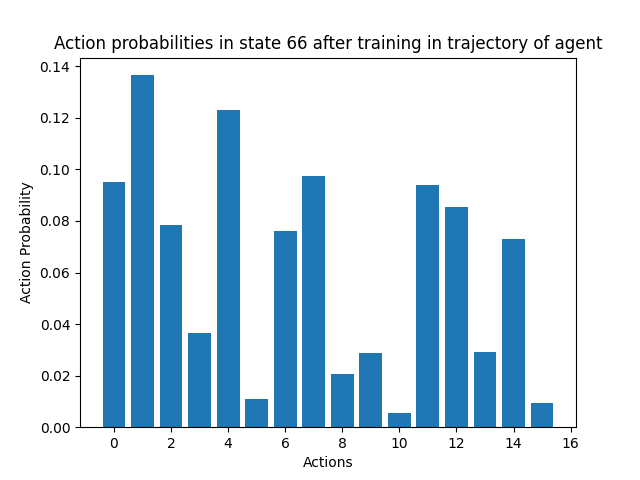 Action probabilities in state 66 after training in trajectory of agent
0.14
0.12
0.10
0.08
0.06
0.04
0.02
0.00
Action Probability
0 2 4 6 8 10 12 14 16
Actions